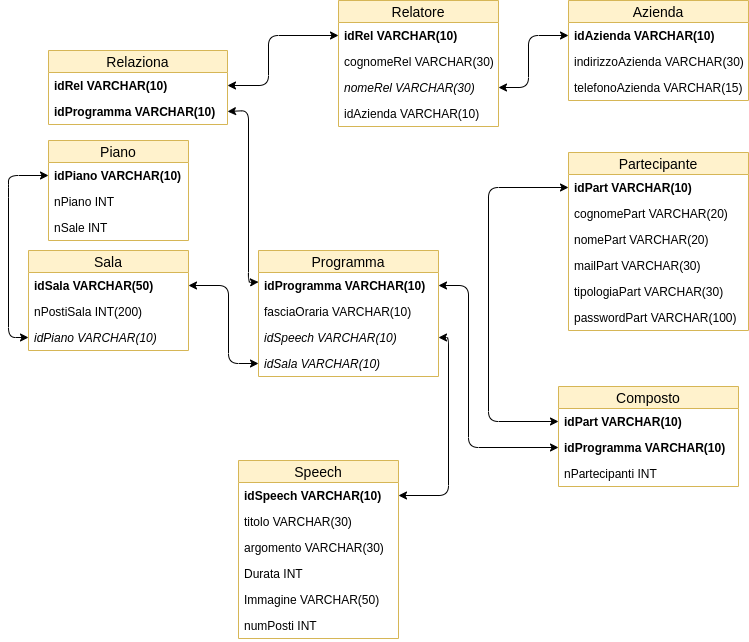 Relatore
idRel VARCHAR(10)
cognomeRel VARCHAR(30)
nomeRel VARCHAR(30)
idAzienda VARCHAR(10)
Azienda
idAzienda VARCHAR(10)
indirizzoAzienda VARCHAR(30)
telefonoAzienda VARCHAR(15)
Relaziona
idRel VARCHAR(10)
idProgramma VARCHAR(10)
Piano
idPiano VARCHAR(10)
nPiano INT
nSale INT
Partecipante
idPart VARCHAR(10)
cognomePart VARCHAR(20)
nomePart VARCHAR(20)
mailPart VARCHAR(30)
tipologiaPart VARCHAR(30)
passwordPart VARCHAR(100)
Sala
idSala VARCHAR(50)
nPostiSala INT(200)
idPiano VARCHAR(10)
Programma
idProgramma VARCHAR(10)
fasciaOraria VARCHAR(10)
idSpeech VARCHAR(10)
idSala VARCHAR(10)
Composto
idPart VARCHAR(10)
idProgramma VARCHAR(10)
nPartecipanti INT
Speech
idSpeech VARCHAR(10)
titolo VARCHAR(30)
argomento VARCHAR(30)
Durata INT
Immagine VARCHAR(50)
numPosti INT